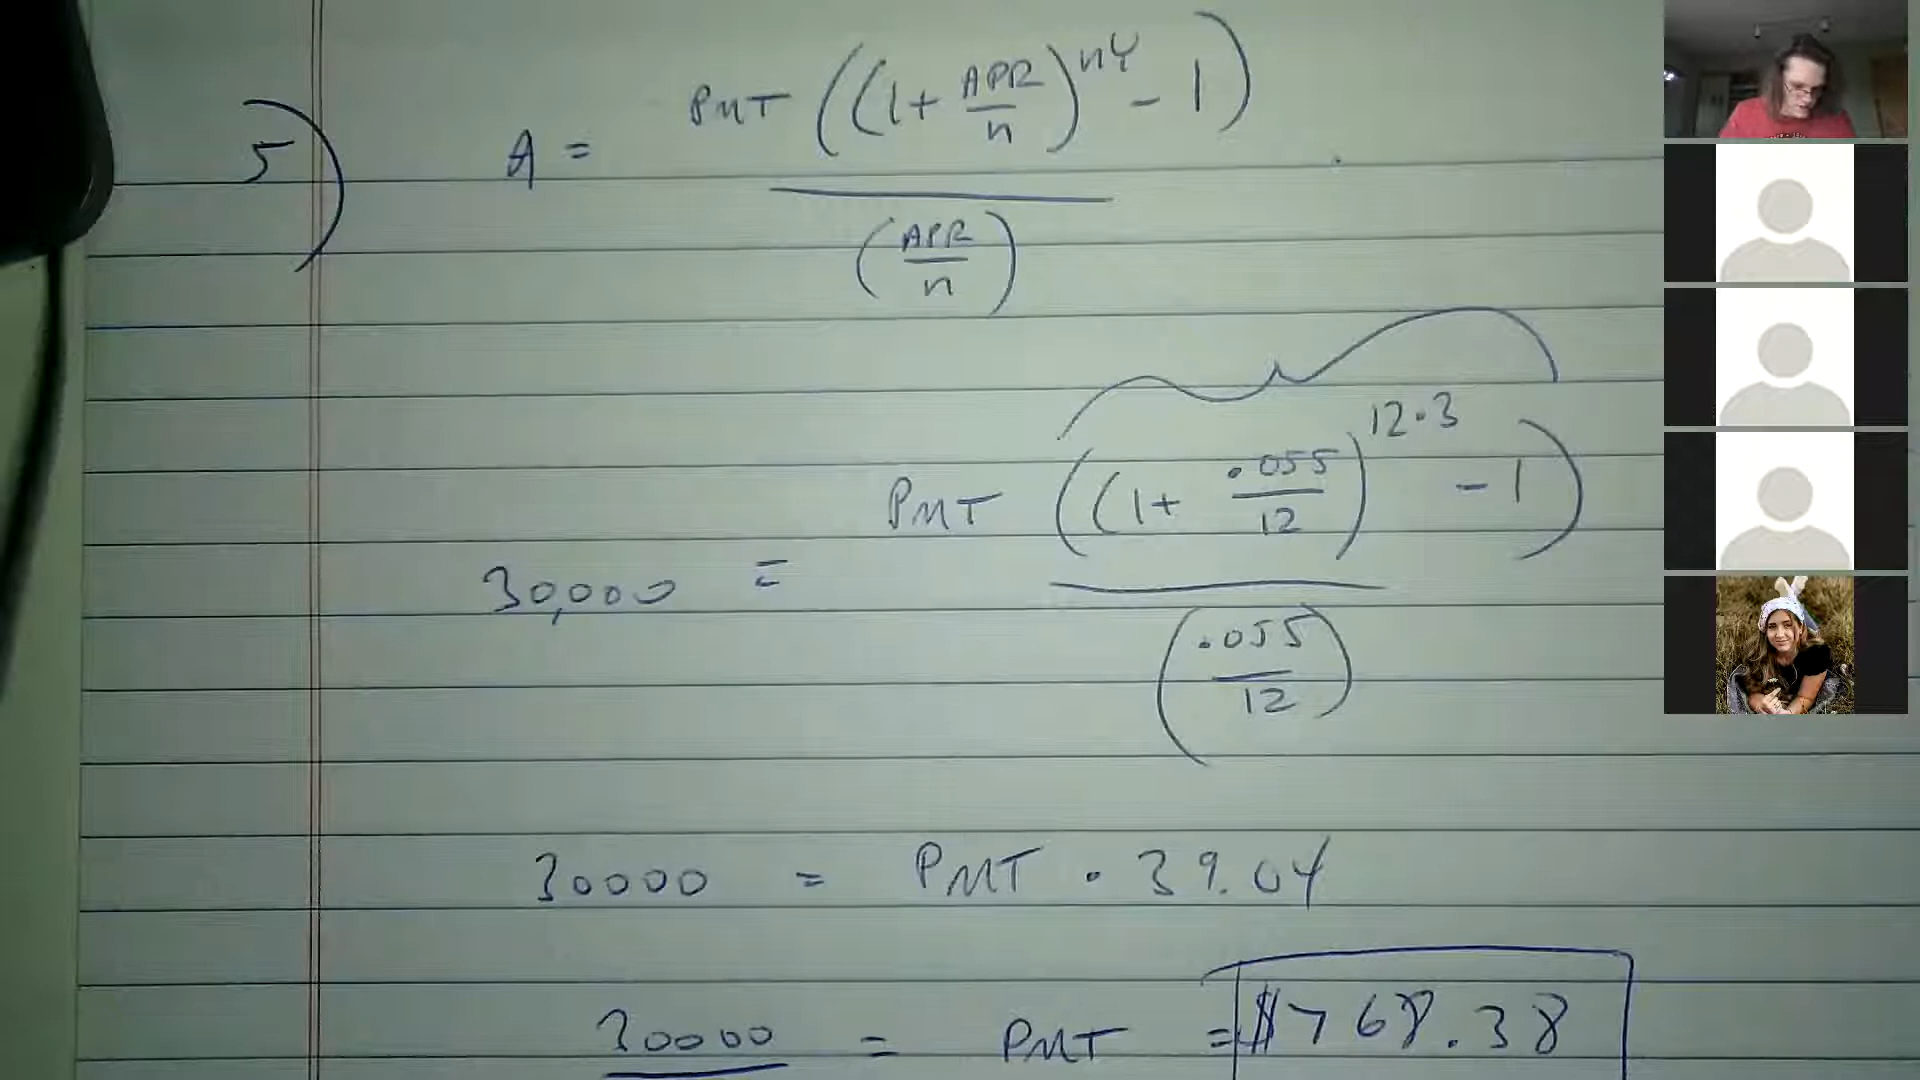 5) A = PMT ((1 + APR/n)^nY - 1) / (APR/n)
30,000 = PMT ((1 + .055/12)^12·3 - 1) / (.055/12)
30000 = PMT · 39.04
30000 = PMT = $768.38